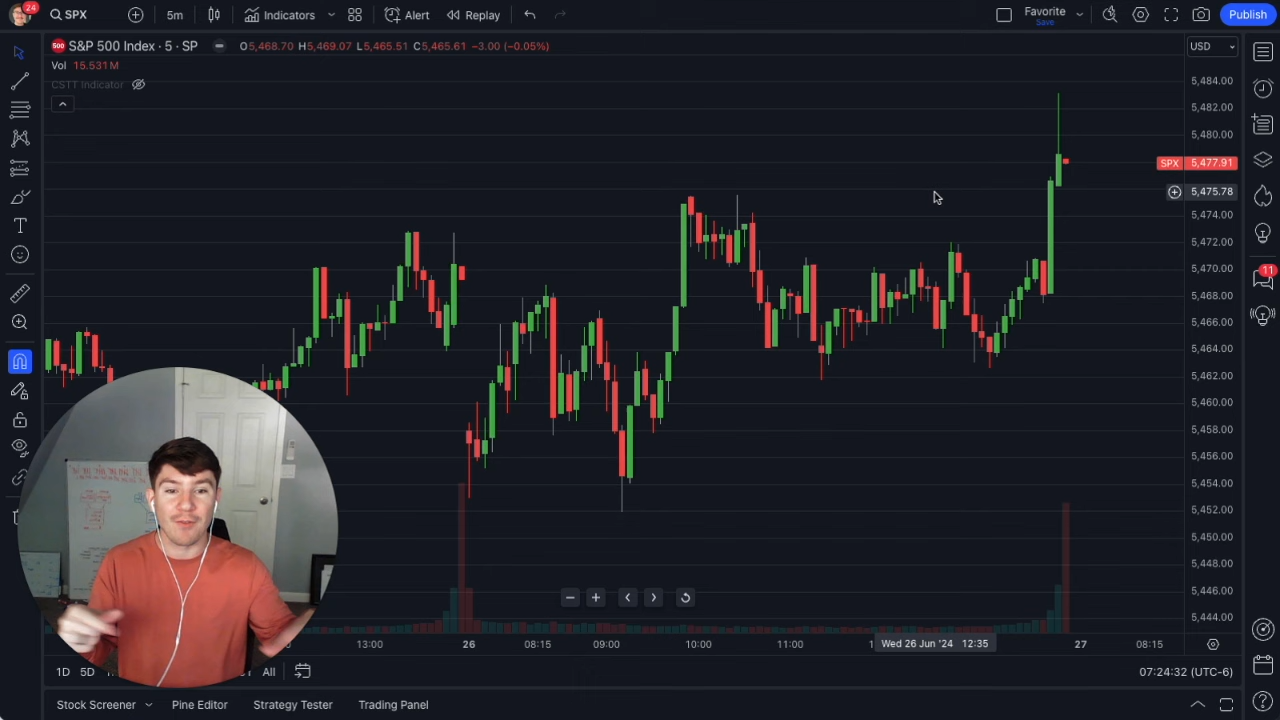 24
SPX
5m
Indicators
Alert
Replay
Favorite
Save
Publish
500
S&P 500 Index · 5 · SP
O5,468.70 H5,469.07 L5,465.51 C5,465.61 −3.00 (−0.05%)
USD
Vol 15.531 M
CSTT Indicator
5,484.00
5,482.00
5,480.00
SPX 5,477.91
5,475.78
5,474.00
5,472.00
5,470.00
5,468.00
5,466.00
5,464.00
5,462.00
5,460.00
5,458.00
5,456.00
5,454.00
5,452.00
5,450.00
5,448.00
5,446.00
5,444.00
11
13:00
26
08:15
09:00
10:00
11:00
Wed 26 Jun '24 12:35
27
08:15
1D
5D
All
07:24:32 (UTC-6)
Stock Screener
Pine Editor
Strategy Tester
Trading Panel